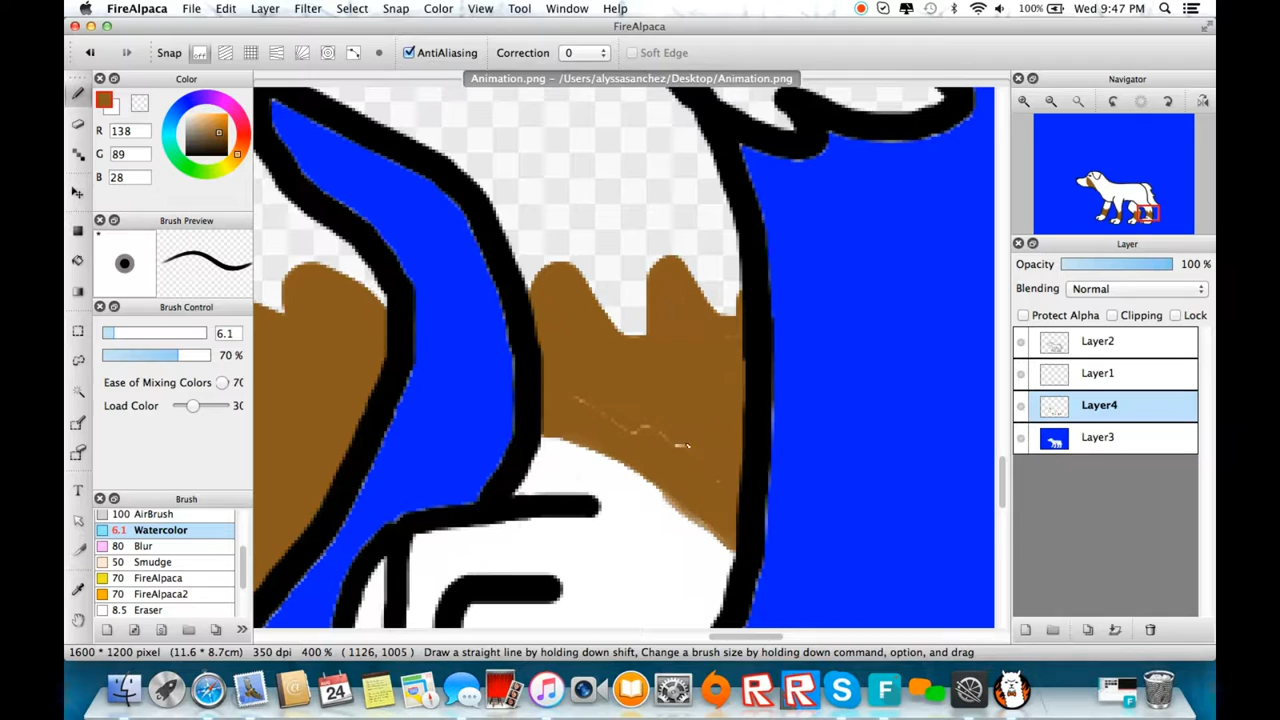 FireAlpaca File Edit Layer Filter Select Snap Color View Tool Window Help 100% Wed 9:47 PM
FireAlpaca
Snap off AntiAliasing Correction 0 Soft Edge
Animation.png – /Users/alyssasanchez/Desktop/Animation.png
Color
R 138
G 89
B 28
Brush Preview
Brush Control
6.1
70 %
Ease of Mixing Colors 70
Load Color 30
Brush
100 AirBrush
6.1 Watercolor
80 Blur
50 Smudge
70 FireAlpaca
70 FireAlpaca2
8.5 Eraser
Navigator
Layer
Opacity 100 %
Blending Normal
Protect Alpha Clipping Lock
Layer2
Layer1
Layer4
Layer3
1600 * 1200 pixel (11.6 * 8.7cm) 350 dpi 400 % ( 1126, 1005 ) Draw a straight line by holding down shift, Change a brush size by holding down command, option, and drag
24